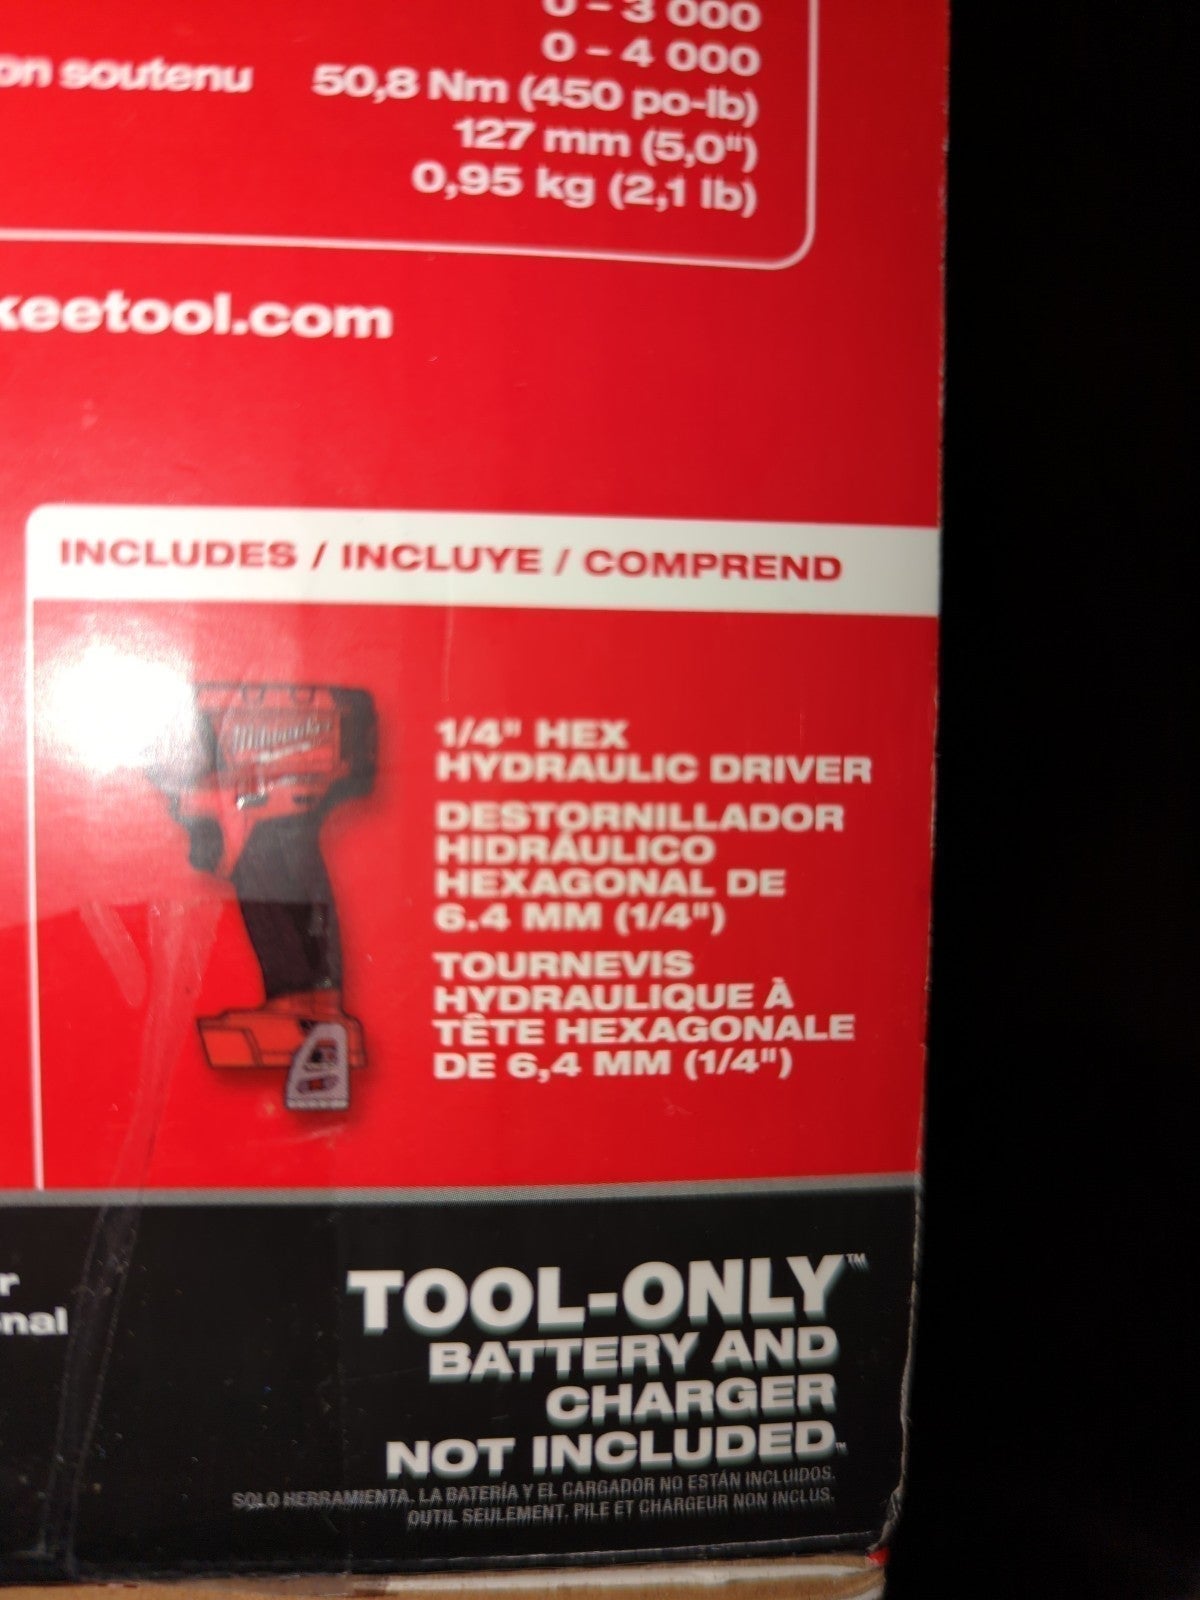 0 – 3 000
0 – 4 000
on soutenu 50,8 Nm (450 po-lb)
127 mm (5,0")
0,95 kg (2,1 lb)
keetool.com
INCLUDES / INCLUYE / COMPREND
Milwaukee
1/4" HEX
HYDRAULIC DRIVER
DESTORNILLADOR
HIDRÁULICO
HEXAGONAL DE
6.4 MM (1/4")
TOURNEVIS
HYDRAULIQUE À
TÊTE HEXAGONALE
DE 6,4 MM (1/4")
r
nal
TOOL-ONLY™
BATTERY AND
CHARGER
NOT INCLUDED.™
SOLO HERRAMIENTA. LA BATERÍA Y EL CARGADOR NO ESTÁN INCLUIDOS.
OUTIL SEULEMENT. PILE ET CHARGEUR NON INCLUS.